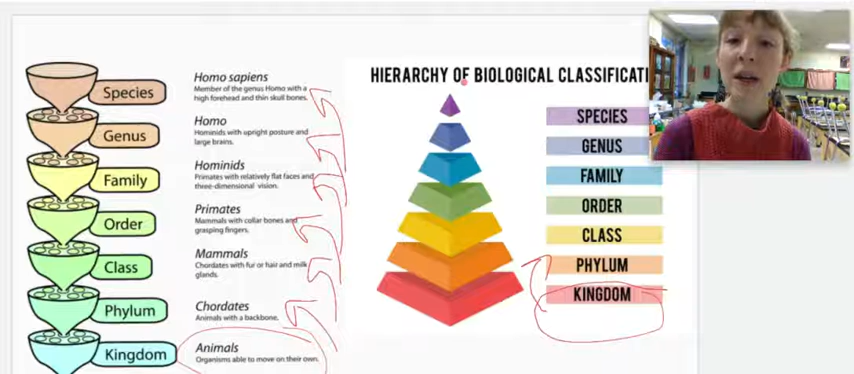 Species
Homo sapiens
Member of the genus Homo with a
high forehead and thin skull bones.
Genus
Homo
Hominids with upright posture and
large brains.
Family
Hominids
Primates with relatively flat faces and
three-dimensional vision.
Order
Primates
Mammals with collar bones and
grasping fingers.
Class
Mammals
Chordates with fur or hair and milk
glands.
Phylum
Chordates
Animals with a backbone.
Kingdom
Animals
Organisms able to move on their own.
HIERARCHY OF BIOLOGICAL CLASSIFICATI
SPECIES
GENUS
FAMILY
ORDER
CLASS
PHYLUM
KINGDOM